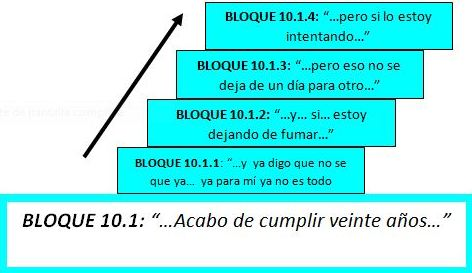 BLOQUE 10.1.4: “…pero si lo estoy
intentando…”
BLOQUE 10.1.3: “…pero eso no se
deja de un día para otro…”
BLOQUE 10.1.2: “…y… si… estoy
dejando de fumar…”
BLOQUE 10.1.1: “…y ya digo que no se
que ya… ya para mí ya no es todo
BLOQUE 10.1: “…Acabo de cumplir veinte años…”